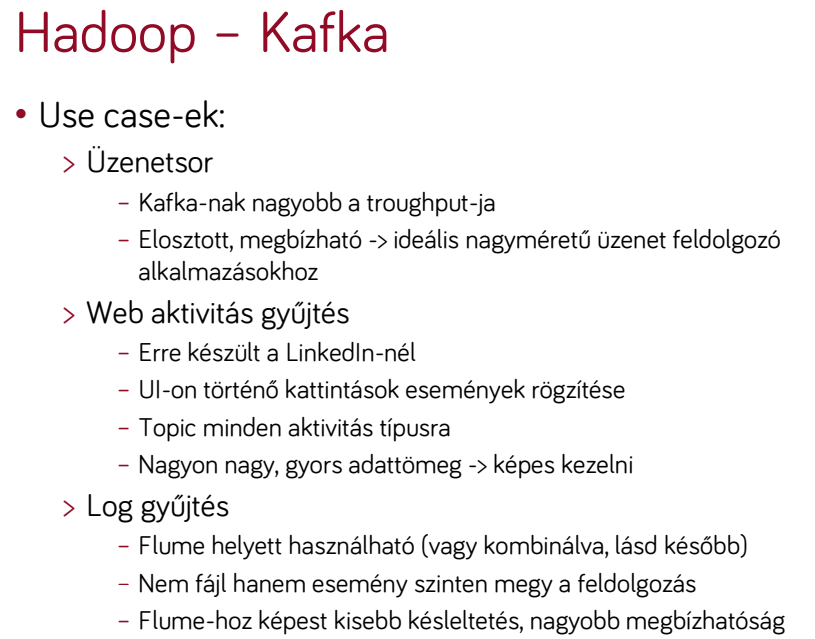 Hadoop – Kafka
• Use case-ek:
> Üzenetsor
– Kafka-nak nagyobb a troughput-ja
– Elosztott, megbízható -> ideális nagyméretű üzenet feldolgozó
alkalmazásokhoz
> Web aktivitás gyűjtés
– Erre készült a LinkedIn-nél
– UI-on történő kattintások események rögzítése
– Topic minden aktivitás típusra
– Nagyon nagy, gyors adattömeg -> képes kezelni
> Log gyűjtés
– Flume helyett használható (vagy kombinálva, lásd később)
– Nem fájl hanem esemény szinten megy a feldolgozás
– Flume-hoz képest kisebb késleltetés, nagyobb megbízhatóság